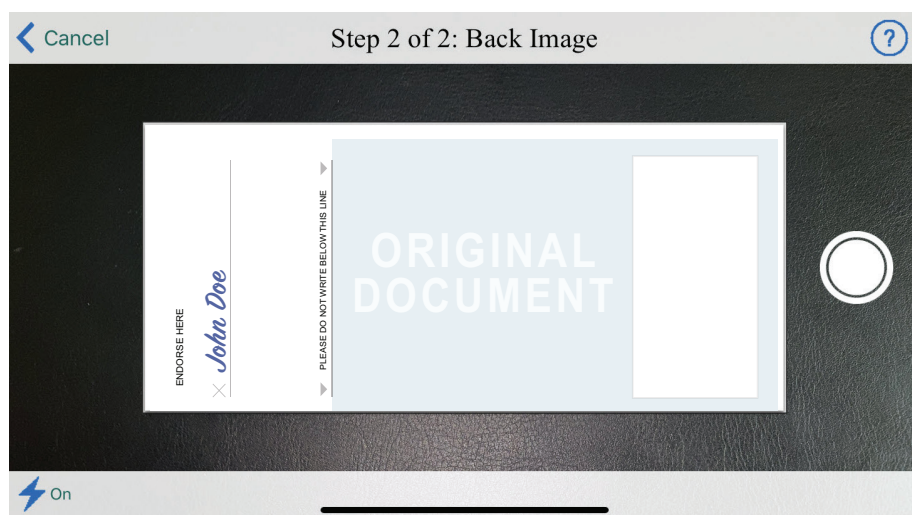 Cancel
Step 2 of 2: Back Image
?
ENDORSE HERE
× John Doe
PLEASE DO NOT WRITE BELOW THIS LINE
ORIGINAL
DOCUMENT
On